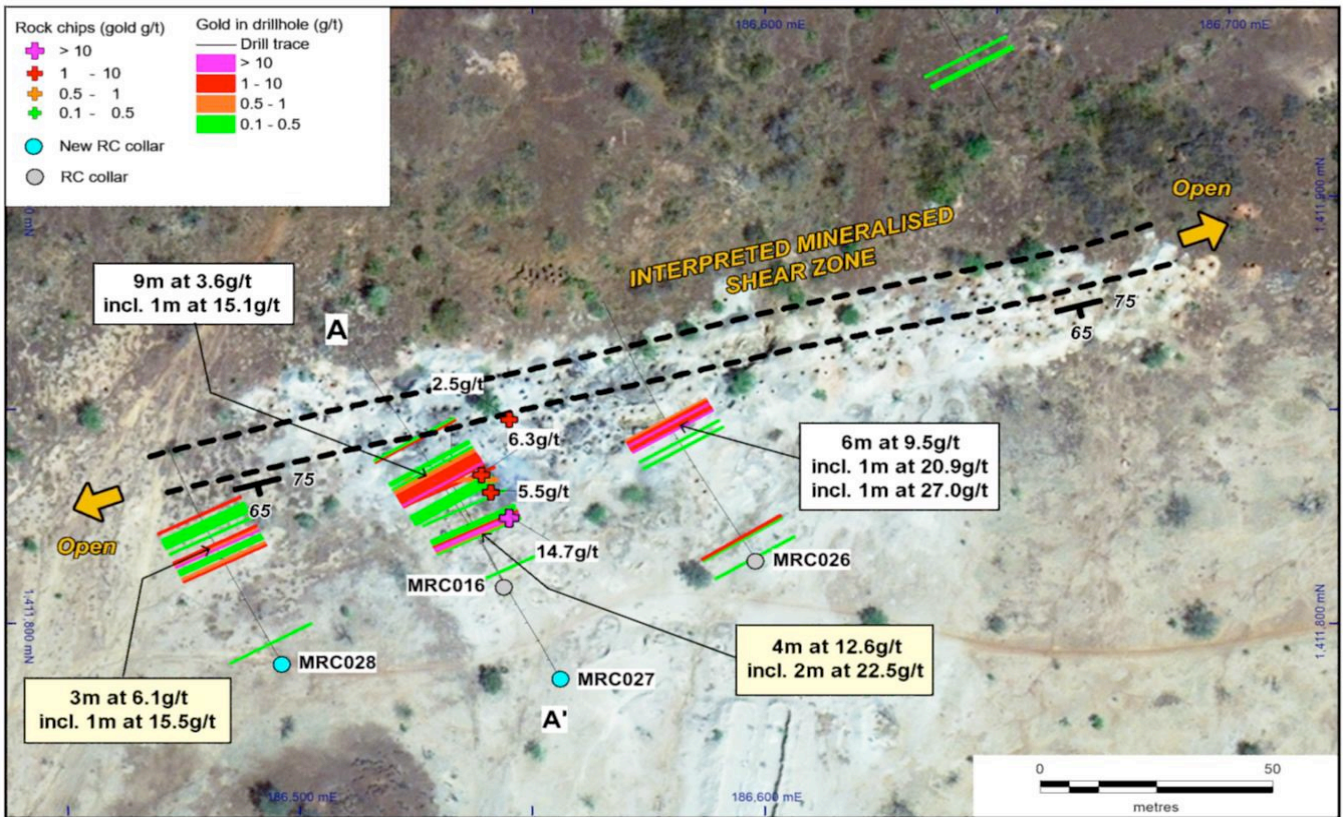 Rock chips (gold g/t)
> 10
1 - 10
0.5 - 1
0.1 - 0.5
New RC collar
RC collar
Gold in drillhole (g/t)
Drill trace
> 10
1 - 10
0.5 - 1
0.1 - 0.5
186,600 mE
186,700 mE
1,411,900 mN
0 mN
Open
INTERPRETED MINERALISED
SHEAR ZONE
9m at 3.6g/t
incl. 1m at 15.1g/t
A
75
65
2.5g/t
6.3g/t
5.5g/t
14.7g/t
6m at 9.5g/t
incl. 1m at 20.9g/t
incl. 1m at 27.0g/t
75
65
Open
MRC016
MRC026
1,411,800 mN
1,411,800 mN
MRC028
MRC027
4m at 12.6g/t
incl. 2m at 22.5g/t
3m at 6.1g/t
incl. 1m at 15.5g/t
A'
186,500 mE
186,600 mE
0
50
metres